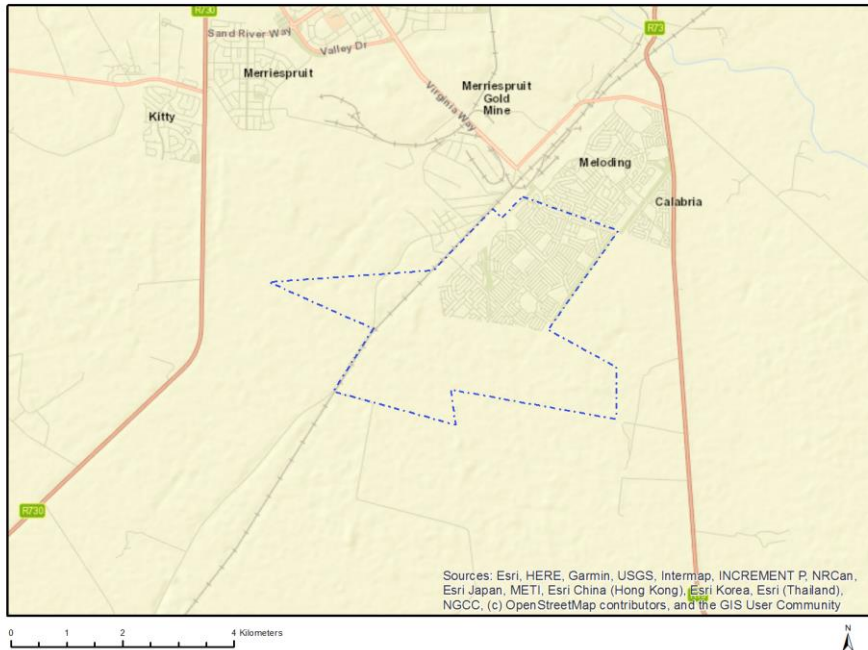 R730
R73
Sand River Way
Valley Dr
Merriespruit
Merriespruit
Gold
Mine
Kitty
Virginia Way
Meloding
Calabria
R730
Sources: Esri, HERE, Garmin, USGS, Intermap, INCREMENT P, NRCan,
Esri Japan, METI, Esri China (Hong Kong), Esri Korea, Esri (Thailand),
NGCC, (c) OpenStreetMap contributors, and the GIS User Community
0 1 2 4 Kilometers
N